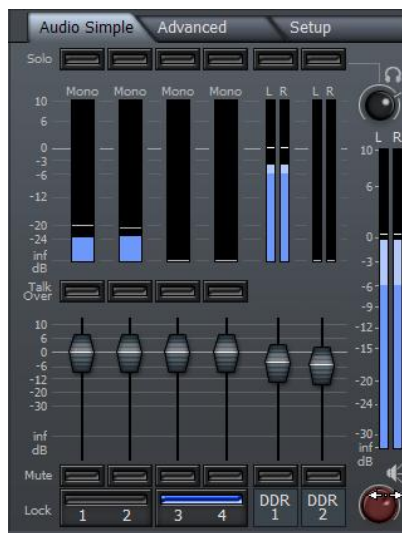 Audio Simple Advanced Setup
Solo
Mono Mono Mono Mono L R L R
10
6
0
-3
-6
-12
-20
-24
inf
dB
L R
10
6
0
-3
-6
-9
-12
-15
-20
-24
-30
inf
dB
Talk
Over
10
6
0
-6
-12
-20
-30
inf
dB
Mute
Lock 1 2 3 4 DDR 1 DDR 2